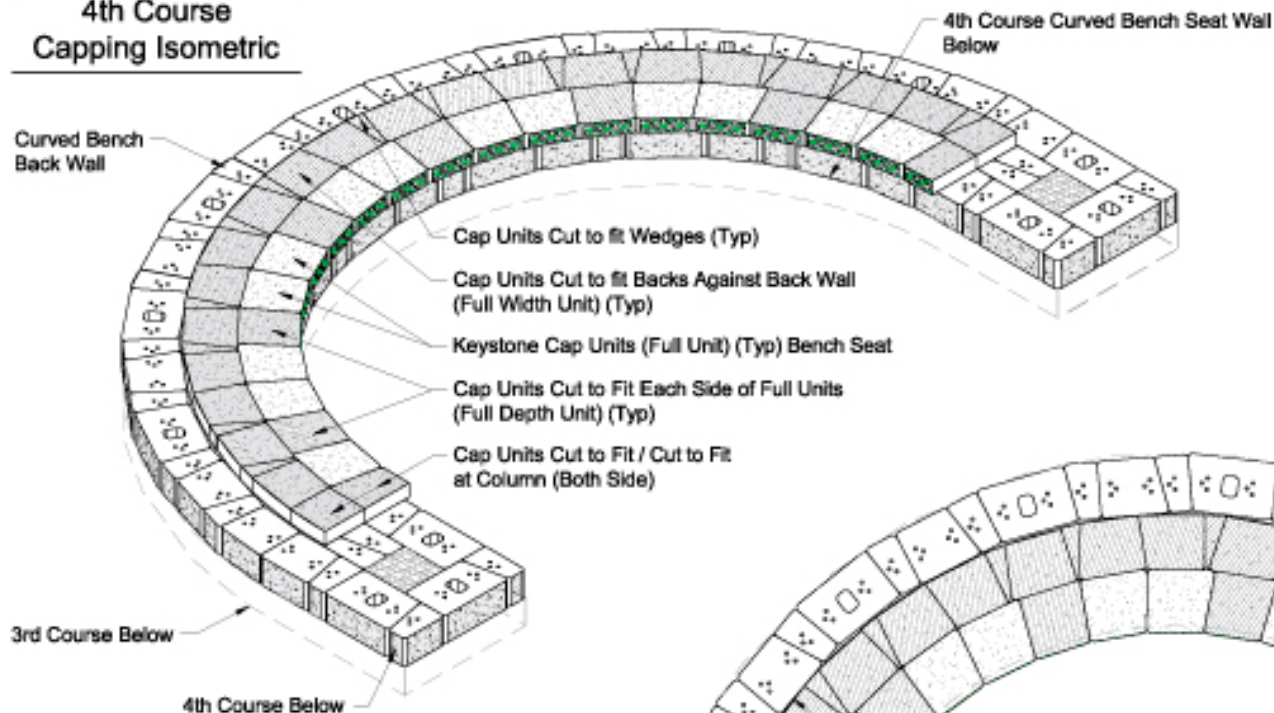 4th Course
Capping Isometric
4th Course Curved Bench Seat Wall
Below
Curved Bench
Back Wall
Cap Units Cut to fit Wedges (Typ)
Cap Units Cut to fit Backs Against Back Wall
(Full Width Unit) (Typ)
Keystone Cap Units (Full Unit) (Typ) Bench Seat
Cap Units Cut to Fit Each Side of Full Units
(Full Depth Unit) (Typ)
Cap Units Cut to Fit / Cut to Fit
at Column (Both Side)
3rd Course Below
4th Course Below